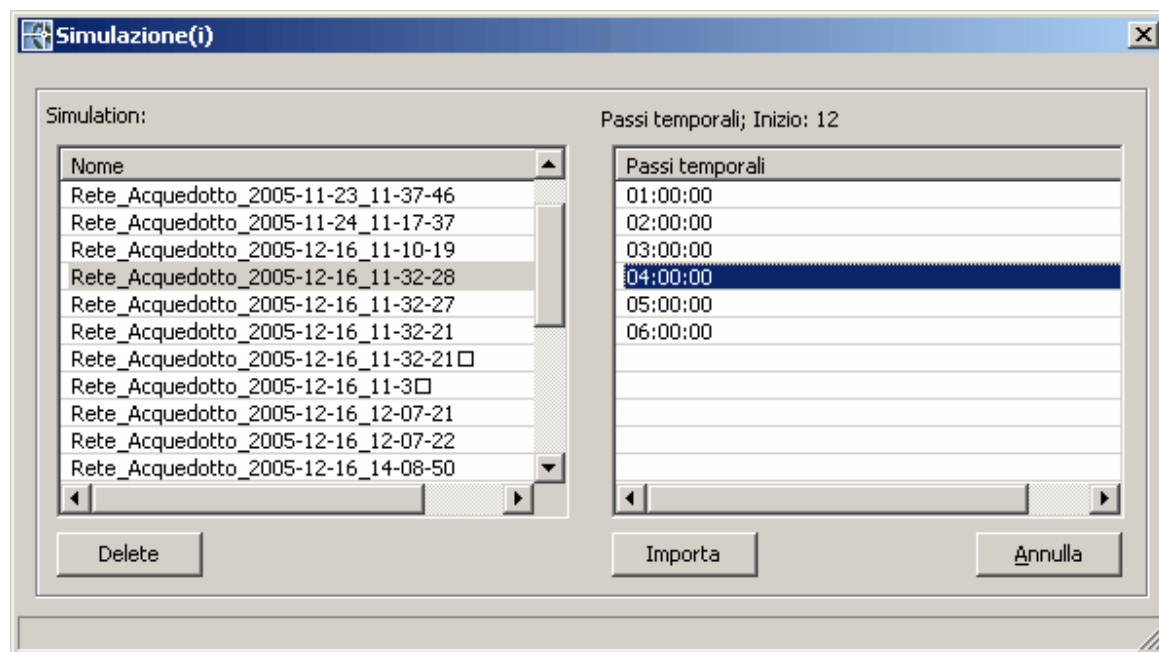 Simulazione(i)
Simulation:
Passi temporali; Inizio: 12
Nome
Rete_Acquedotto_2005-11-23_11-37-46
Rete_Acquedotto_2005-11-24_11-17-37
Rete_Acquedotto_2005-12-16_11-10-19
Rete_Acquedotto_2005-12-16_11-32-28
Rete_Acquedotto_2005-12-16_11-32-27
Rete_Acquedotto_2005-12-16_11-32-21
Rete_Acquedotto_2005-12-16_11-32-21□
Rete_Acquedotto_2005-12-16_11-3□
Rete_Acquedotto_2005-12-16_12-07-21
Rete_Acquedotto_2005-12-16_12-07-22
Rete_Acquedotto_2005-12-16_14-08-50
Passi temporali
01:00:00
02:00:00
03:00:00
04:00:00
05:00:00
06:00:00
Delete
Importa
Annulla